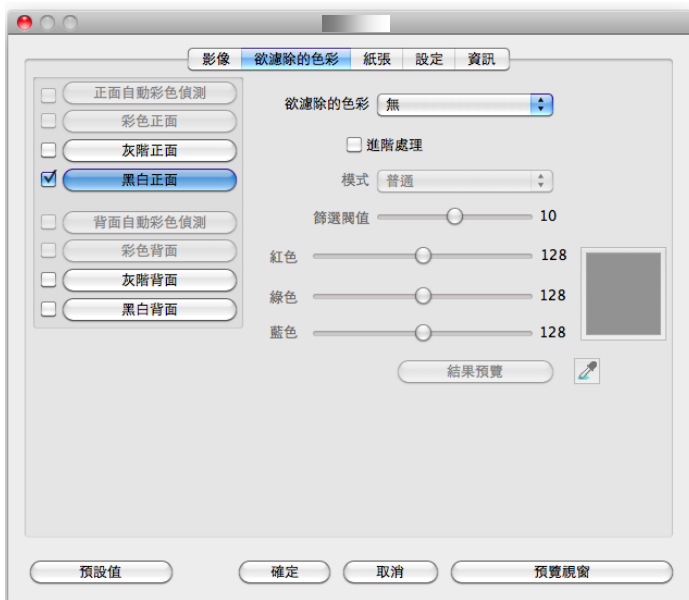 影像 欲濾除的色彩 紙張 設定 資訊
正面自動彩色偵測
彩色正面
灰階正面
黑白正面
背面自動彩色偵測
彩色背面
灰階背面
黑白背面
欲濾除的色彩 無
進階處理
模式 普通
篩選閥值 10
紅色 128
綠色 128
藍色 128
結果預覽
預設值 確定 取消 預覽視窗